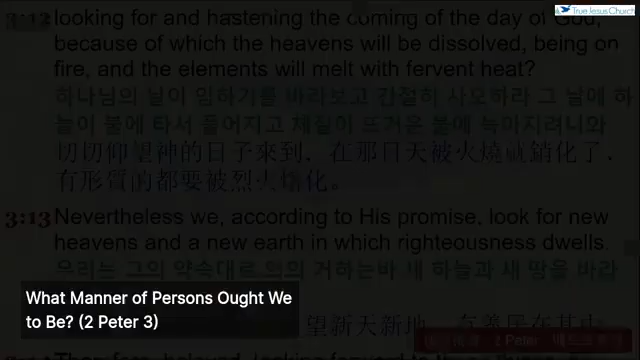 True Jesus Church
3:12 looking for and hastening the coming of the day of God,
because of which the heavens will be dissolved, being on
fire, and the elements will melt with fervent heat?
하나님의 날이 임하기를 바라보고 간절히 사모하라 그 날에 하
늘이 불에 타서 풀어지고 체질이 뜨거운 불에 녹아지려니와
切切仰望神的日子來到。在那日天被火燒就銷化了、
有形質的都要被烈火熔化。
3:13 Nevertheless we, according to His promise, look for new
heavens and a new earth in which righteousness dwells.
우리는 그의 약속대로 의의 거하는바 새 하늘과 새 땅을 바라
望新天新地、有義居在其中
What Manner of Persons Ought We
to Be? (2 Peter 3)
2 Peter
Therefore, beloved, looking forward to these